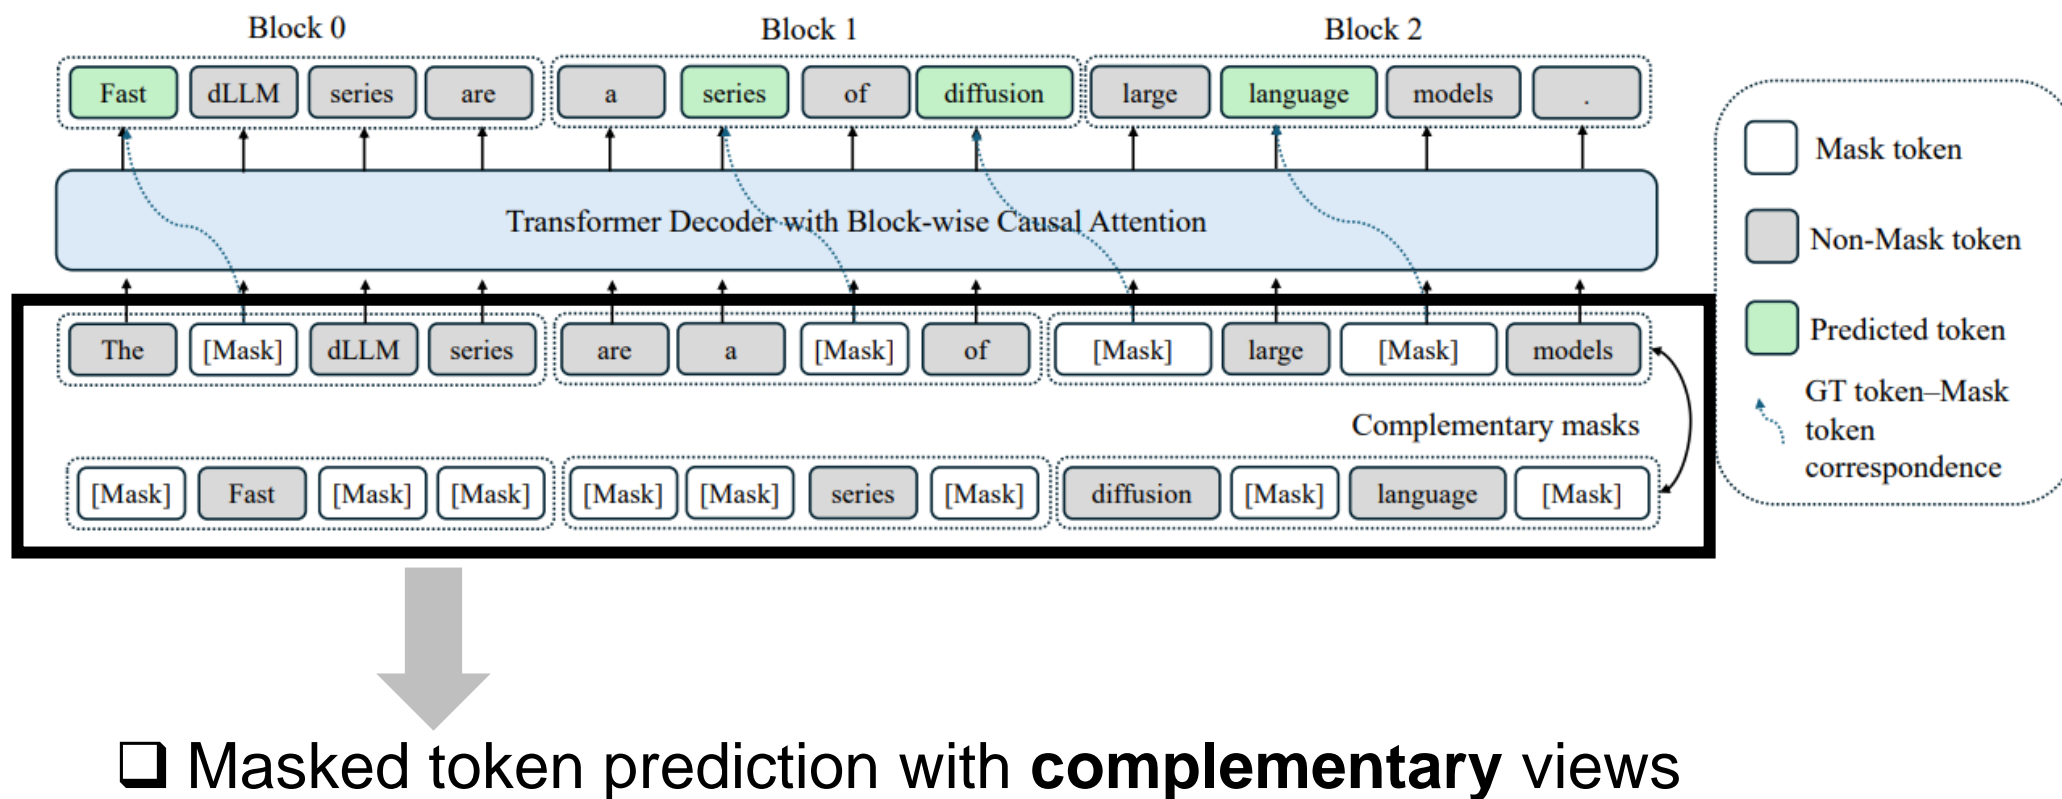 Block 0 Block 1 Block 2
Fast dLLM series are a series of diffusion large language models .
Transformer Decoder with Block-wise Causal Attention
The [Mask] dLLM series are a [Mask] of [Mask] large [Mask] models
Complementary masks
[Mask] Fast [Mask] [Mask] [Mask] [Mask] series [Mask] diffusion [Mask] language [Mask]
Mask token
Non-Mask token
Predicted token
GT token–Mask
token
correspondence
❑ Masked token prediction with complementary views